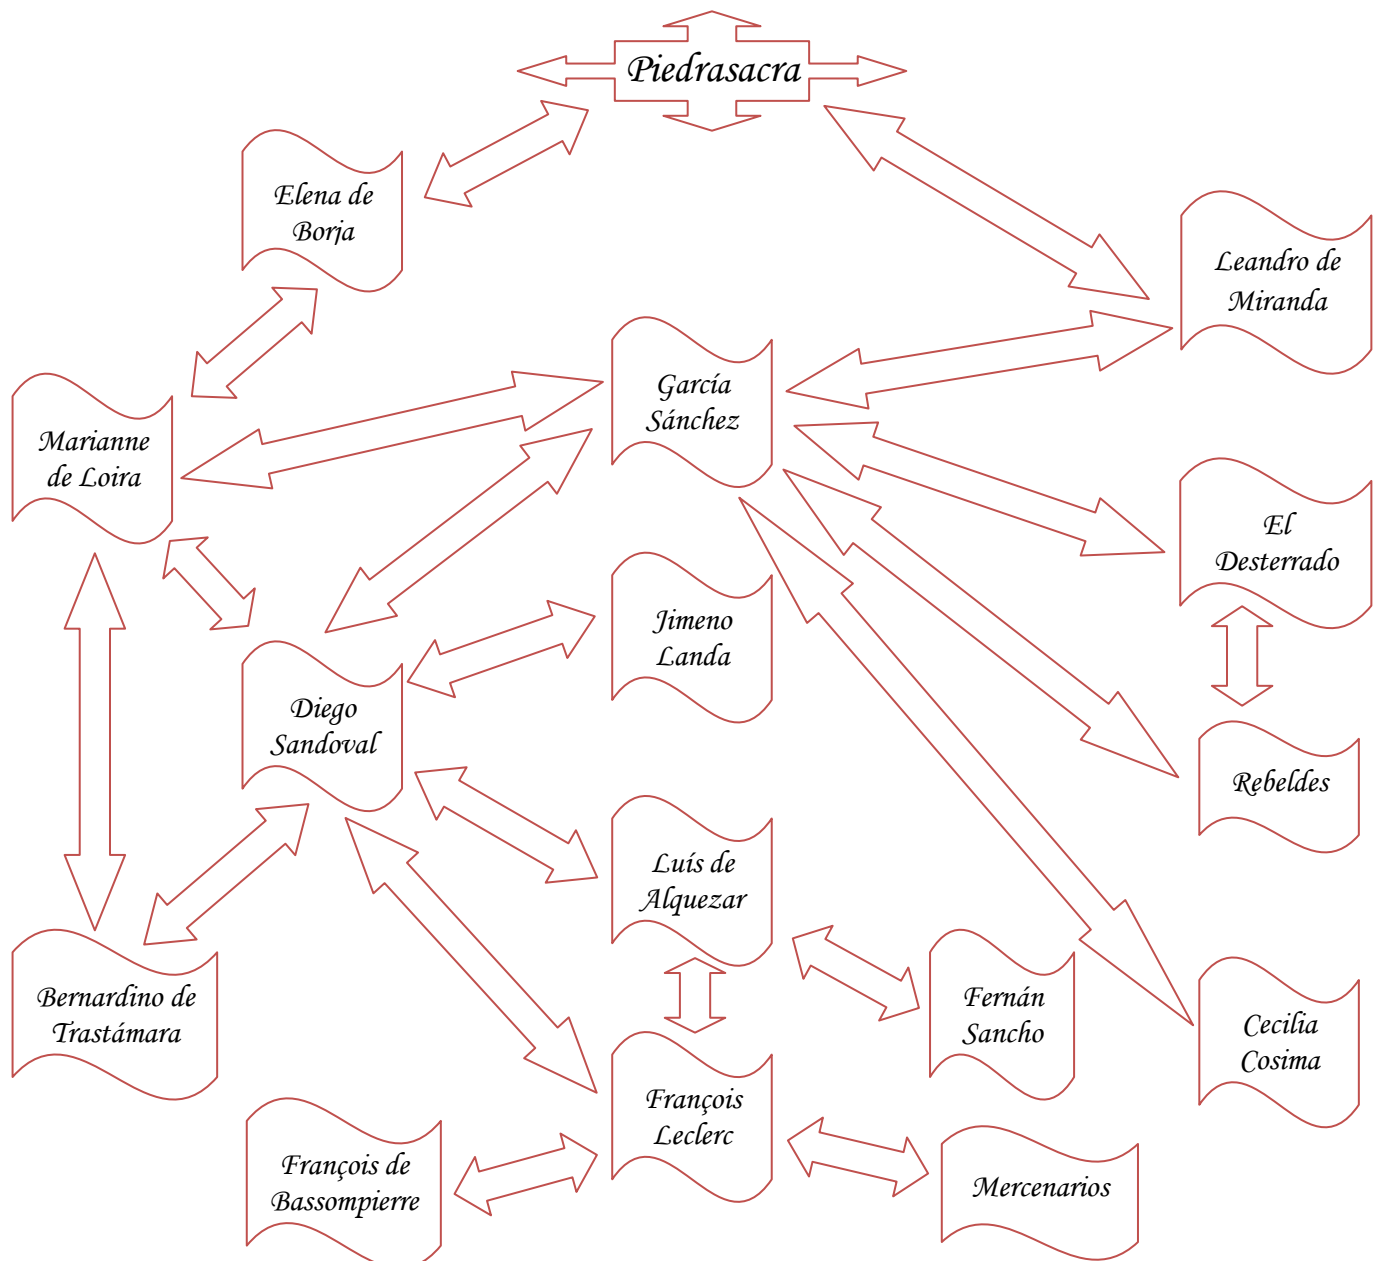 Piedrasacra
Elena de
Borja
Leandro de
Miranda
García
Sánchez
Marianne
de Loira
El
Desterrado
Jimeno
Landa
Diego
Sandoval
Rebeldes
Luís de
Alquezar
Bernardino de
Trastámara
Fernán
Sancho
Cecilia
Cosima
François
Leclerc
François de
Bassompierre
Mercenarios